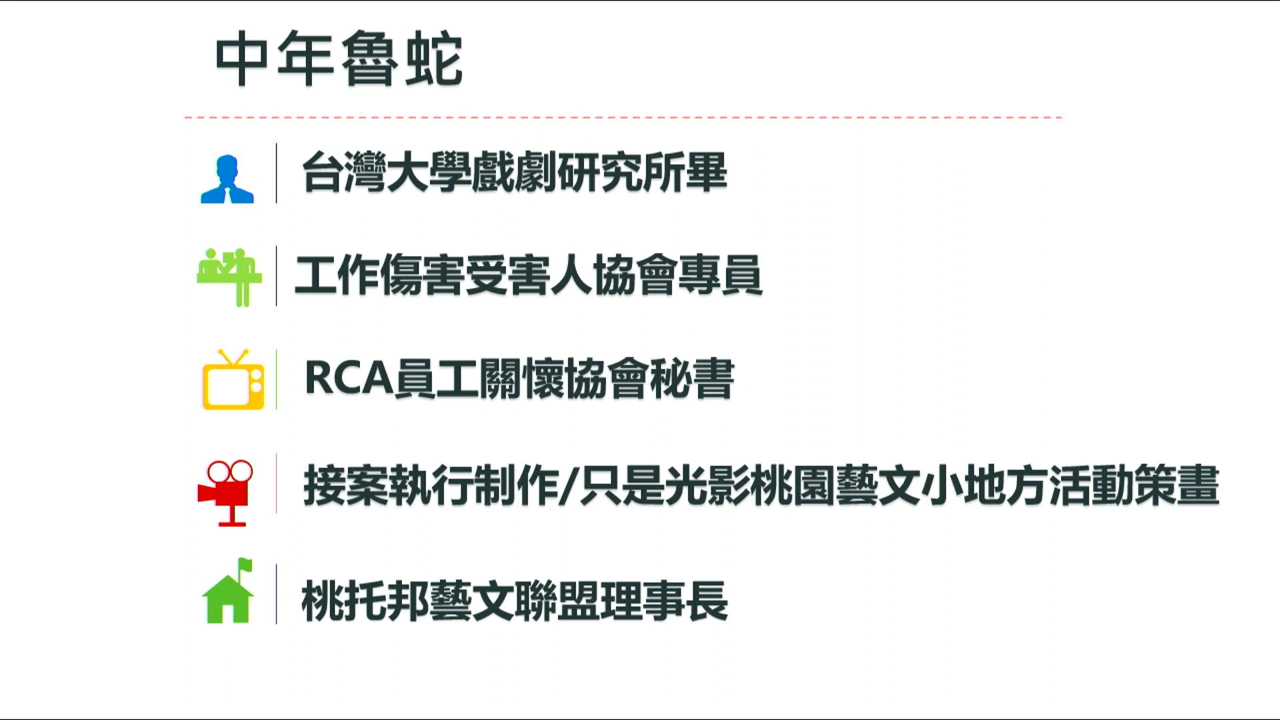 中年魯蛇
台灣大學戲劇研究所畢
工作傷害受害人協會專員
RCA員工關懷協會秘書
接案執行制作/只是光影桃園藝文小地方活動策畫
桃托邦藝文聯盟理事長